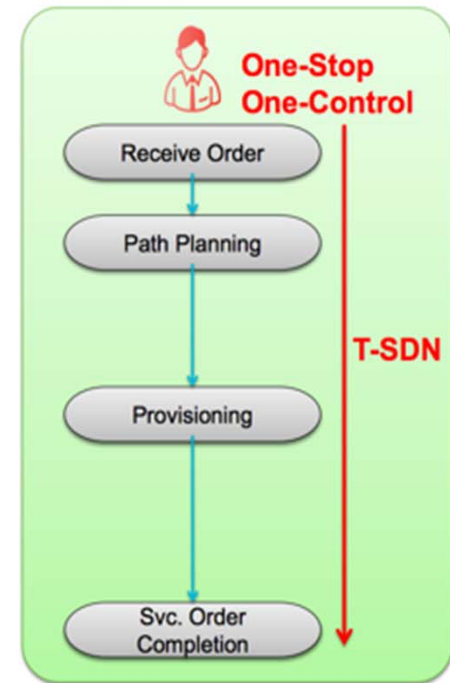 One-Stop
One-Control
Receive Order
Path Planning
T-SDN
Provisioning
Svc. Order
Completion